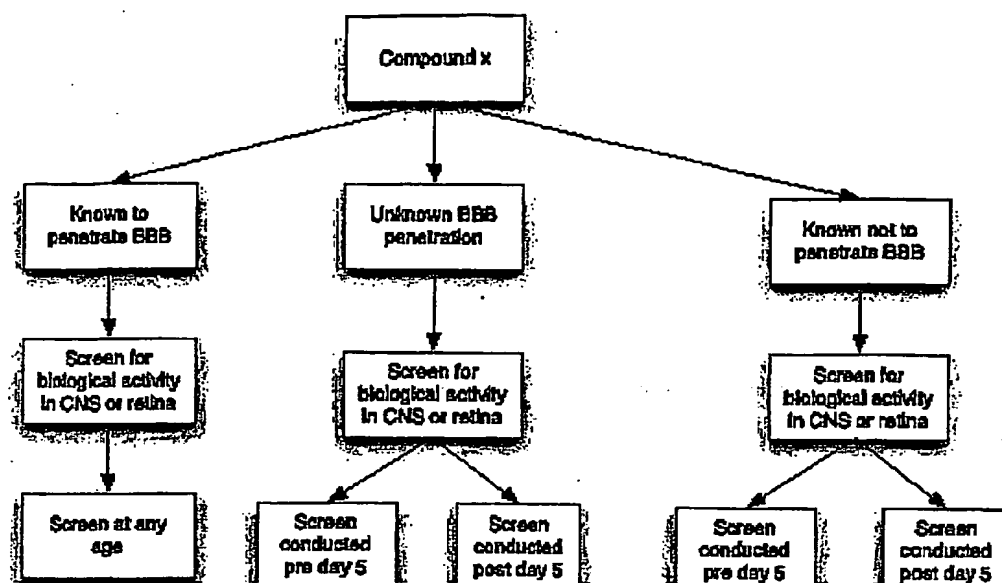 Compound x
Known to
penetrate BBB
Unknown BBB
penetration
Known not to
penetrate BBB
Screen for
biological activity
in CNS or retina
Screen for
biological activity
in CNS or retina
Screen for
biological activity
in CNS or retina
Screen at any
age
Screen
conducted
pre day 5
Screen
conducted
post day 5
Screen
conducted
pre day 5
Screen
conducted
post day 5